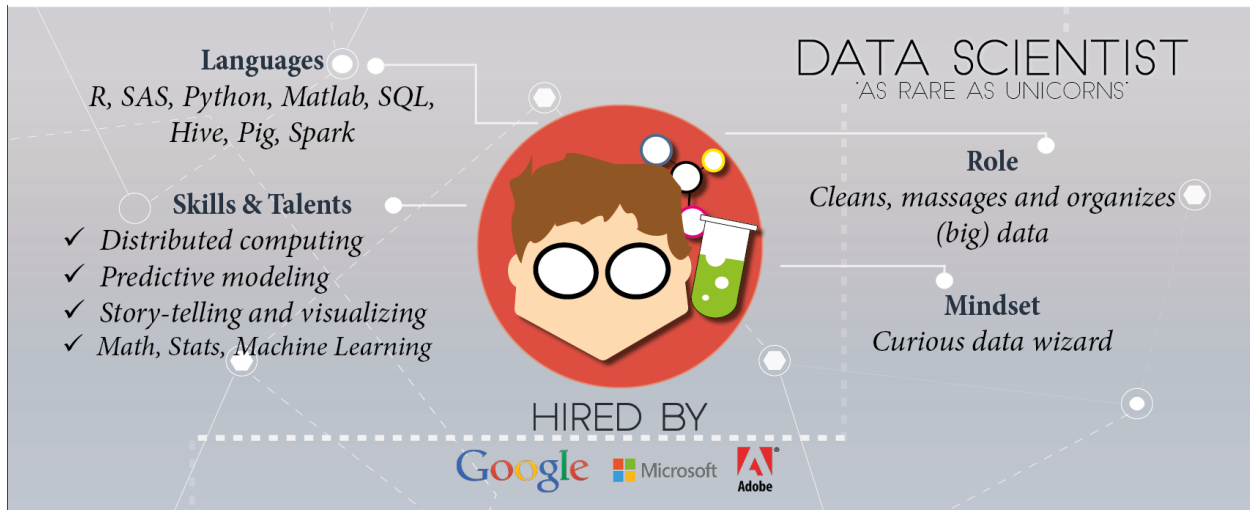 DATA SCIENTIST
"AS RARE AS UNICORNS"
Languages
R, SAS, Python, Matlab, SQL,
Hive, Pig, Spark
Skills & Talents
✓ Distributed computing
✓ Predictive modeling
✓ Story-telling and visualizing
✓ Math, Stats, Machine Learning
Role
Cleans, massages and organizes
(big) data
Mindset
Curious data wizard
HIRED BY
Google
Microsoft
Adobe®